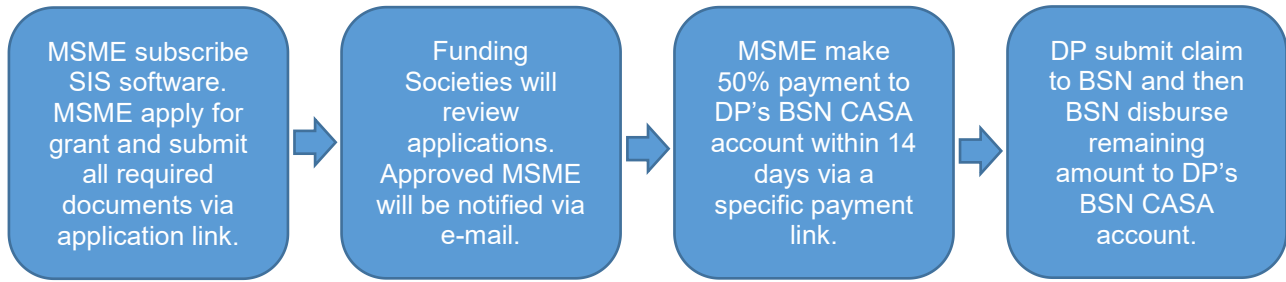 MSME subscribe
SIS software.
MSME apply for
grant and submit
all required
documents via
application link.
Funding
Societies will
review
applications.
Approved MSME
will be notified via
e-mail.
MSME make
50% payment to
DP’s BSN CASA
account within 14
days via a
specific payment
link.
DP submit claim
to BSN and then
BSN disburse
remaining
amount to DP’s
BSN CASA
account.